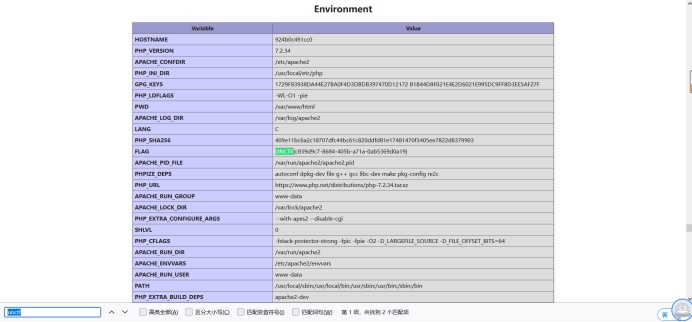 Environment
Variable Value
HOSTNAME 924b0c491cc0
PHP_VERSION 7.2.34
APACHE_CONFDIR /etc/apache2
PHP_INI_DIR /usr/local/etc/php
GPG_KEYS 1729F83938DA44E27BA0F4D3DBDB397470D12172 B1B44D8F021E4E2D6021E995DC9FF8D3EE5AF27F
PHP_LDFLAGS -Wl,-O1 -pie
PWD /var/www/html
APACHE_LOG_DIR /var/log/apache2
LANG C
PHP_SHA256 409e11bc6a2c18707dfc44bc61c820ddfd81e17481470f3405ee7822d8379903
FLAG UNCTF{c839d9c7-8684-405b-a71a-0ab5369d0a19}
APACHE_PID_FILE /var/run/apache2/apache2.pid
PHPIZE_DEPS autoconf dpkg-dev file g++ gcc libc-dev make pkg-config re2c
PHP_URL https://www.php.net/distributions/php-7.2.34.tar.xz
APACHE_RUN_GROUP www-data
APACHE_LOCK_DIR /var/lock/apache2
PHP_EXTRA_CONFIGURE_ARGS --with-apxs2 --disable-cgi
SHLVL 0
PHP_CFLAGS -fstack-protector-strong -fpic -fpie -O2 -D_LARGEFILE_SOURCE -D_FILE_OFFSET_BITS=64
APACHE_RUN_DIR /var/run/apache2
APACHE_ENVVARS /etc/apache2/envvars
APACHE_RUN_USER www-data
PATH /usr/local/sbin:/usr/local/bin:/usr/sbin:/usr/bin:/sbin:/bin
PHP_EXTRA_BUILD_DEPS apache2-dev
unctf 高亮全部(A) 区分大小写(C) 匹配变音符号(I) 匹配词句(W) 第 1 项，共找到 2 个匹配项
英